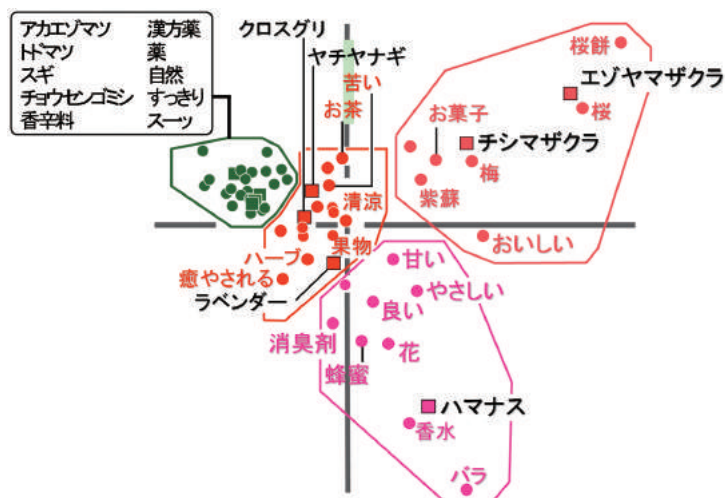 アカエゾマツ 漢方薬
トドマツ 薬
スギ 自然
チョウセンゴミシ すっきり
香辛料 スーッ
クロスグリ
ヤチヤナギ
苦い
お茶
清涼
果物
ハーブ
癒やされる
ラベンダー
桜餅
エゾヤマザクラ
桜
お菓子
チシマザクラ
梅
紫蘇
おいしい
甘い
やさしい
良い
消臭剤
花
蜂蜜
ハマナス
香水
バラ